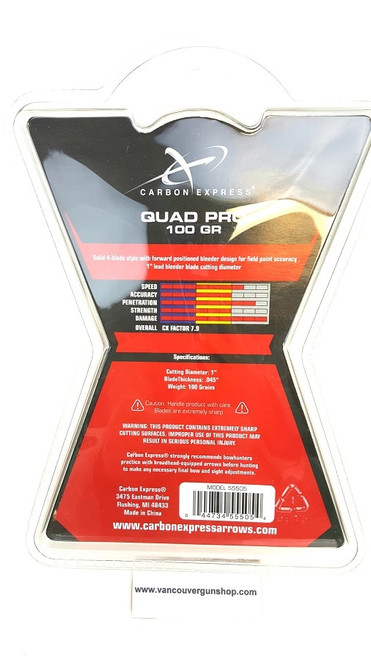 CARBON EXPRESS®
QUAD PRO
100 GR
Solid 4-blade style with forward positioned bleeder design for field point accuracy
1" lead bleeder blade cutting diameter
SPEED
ACCURACY
PENETRATION
STRENGTH
DAMAGE
OVERALL CX FACTOR 7.9
Specifications:
Cutting Diameter: 1"
BladeThickness: .045"
Weight: 100 Grains
Caution: Handle product with care
Blades are extremely sharp
WARNING: THIS PRODUCT CONTAINS EXTREMELY SHARP
CUTTING SURFACES. IMPROPER USE OF THIS PRODUCT MAY
RESULT IN SERIOUS PERSONAL INJURY.
Carbon Express® strongly recommends bowhunters
practice with broadhead-equipped arrows before hunting
to make any necessary final bow and sight adjustments.
Carbon Express®
3475 Eastman Drive
Flushing, MI 48433
Made in China
MODEL 55505
0 44734 55505
www.carbonexpressarrows.com
www.vancouvergunshop.com